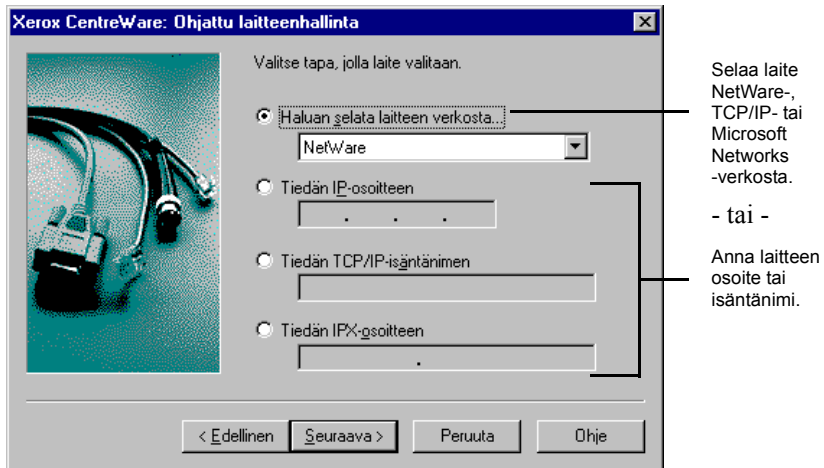 Xerox CentreWare: Ohjattu laitteenhallinta
Valitse tapa, jolla laite valitaan.
Haluan selata laitteen verkosta...
NetWare
Tiedän IP-osoitteen
. . .
Tiedän TCP/IP-isäntänimen
Tiedän IPX-osoitteen
.
< Edellinen
Seuraava >
Peruuta
Ohje
Selaa laite
NetWare-,
TCP/IP- tai
Microsoft
Networks
-verkosta.
- tai -
Anna laitteen
osoite tai
isäntänimi.